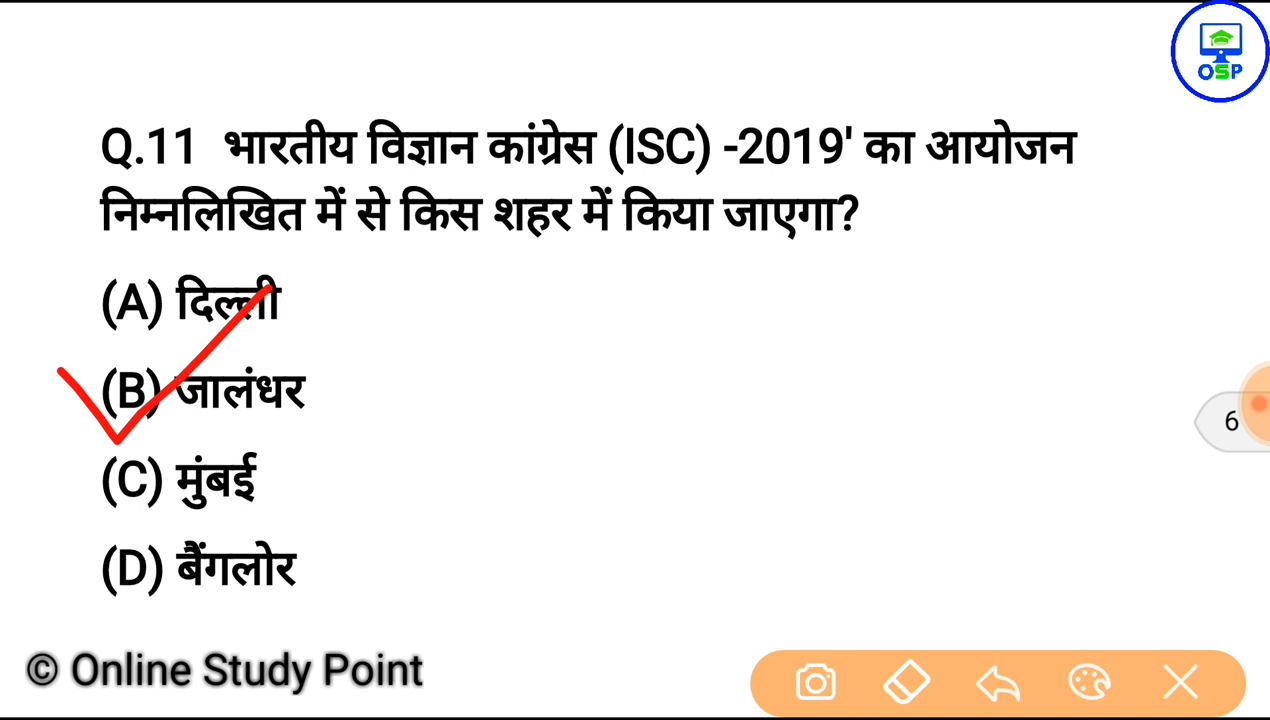 OSP
Q.11 भारतीय विज्ञान कांग्रेस (ISC) -2019' का आयोजन
निम्नलिखित में से किस शहर में किया जाएगा?
(A) दिल्ली
(B) जालंधर
(C) मुंबई
(D) बैंगलोर
6
© Online Study Point